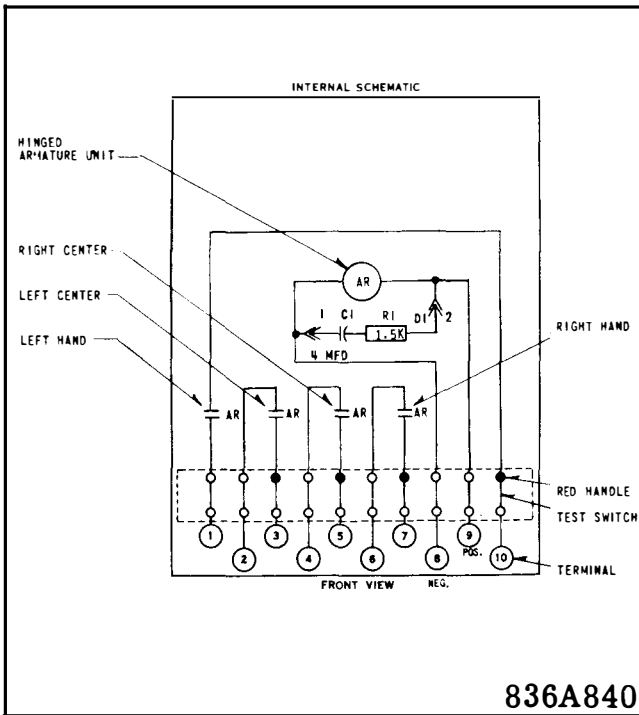 INTERNAL SCHEMATIC
HINGED
ARMATURE UNIT
RIGHT CENTER
LEFT CENTER
LEFT HAND
AR
1 C1 R1 D1 2
1.5K
4 MFD
RIGHT HAND
AR AR AR AR
RED HANDLE
TEST SWITCH
1 3 5 7 9
POS.
2 4 6 8 10
TERMINAL
FRONT VIEW NEG.
836A840